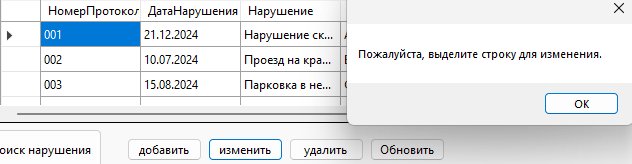 НомерПротокол ДатаНарушения Нарушение
001 21.12.2024 Нарушение ск...
002 10.07.2024 Проезд на кра...
003 15.08.2024 Парковка в не...
Пожалуйста, выделите строку для изменения.
ОК
оиск нарушения добавить изменить удалить Обновить